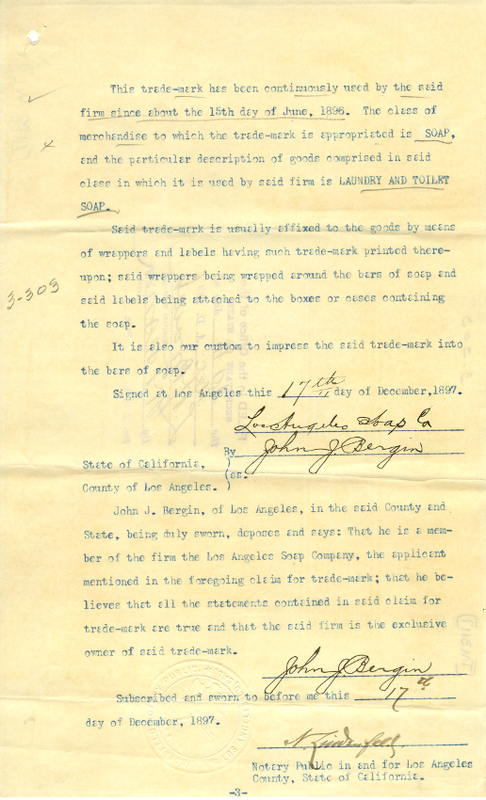 This trade-mark has been continuously used by the said
firm since about the 15th day of June, 1896. The class of
merchandise to which the trade-mark is appropriated is SOAP,
and the particular description of goods comprised in said
class in which it is used by said firm is LAUNDRY AND TOILET
SOAP.
Said trade-mark is usually affixed to the goods by means
of wrappers and labels having such trade-mark printed there-
upon; said wrappers being wrapped around the bars of soap and
3-303
said labels being attached to the boxes or cases containing
the soap.
It is also our custom to impress the said trade-mark into
the bars of soap.
Signed at Los Angeles this 17th day of December, 1897.
Los Angeles Soap Co
By John J Bergin
State of California, )
(ss.
County of Los Angeles. )
John J. Bergin, of Los Angeles, in the said County and
State, being duly sworn, deposes and says: That he is a mem-
ber of the firm the Los Angeles Soap Company, the applicant
mentioned in the foregoing claim for trade-mark; that he be-
lieves that all the statements contained in said claim for
trade-mark are true and that the said firm is the exclusive
owner of said trade-mark.
John J. Bergin
Subscribed and sworn to before me this 17th
day of December, 1897.
Notary Public in and for Los Angeles
County, State of California.
-3-